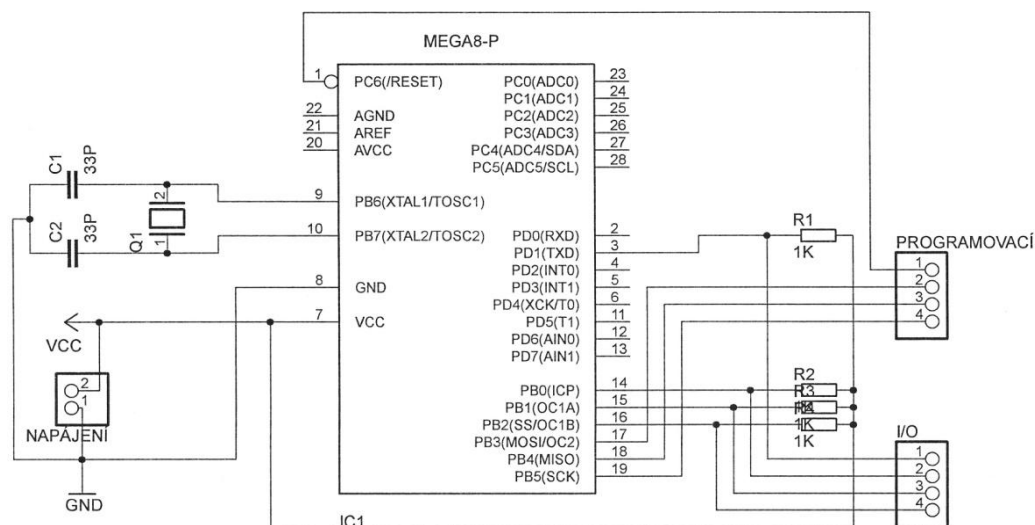 MEGA8-P
1 PC6(/RESET) PC0(ADC0) 23
PC1(ADC1) 24
22 AGND PC2(ADC2) 25
21 AREF PC3(ADC3) 26
20 AVCC PC4(ADC4/SDA) 27
PC5(ADC5/SCL) 28
C1 33P
9 PB6(XTAL1/TOSC1)
2
Q1
1
C2 33P
10 PB7(XTAL2/TOSC2) PD0(RXD) 2
PD1(TXD) 3
PD2(INT0) 4
8 GND PD3(INT1) 5
PD4(XCK/T0) 6
7 VCC PD5(T1) 11
PD6(AIN0) 12
PD7(AIN1) 13
R1
1K
PROGRAMOVACÍ
1
2
3
4
VCC
2
1
NAPÁJENÍ
GND
PB0(ICP) 14
PB1(OC1A) 15
PB2(SS/OC1B) 16
PB3(MOSI/OC2) 17
PB4(MISO) 18
PB5(SCK) 19
R2
R3
1K
1K
I/O
1
2
3
4
IC1